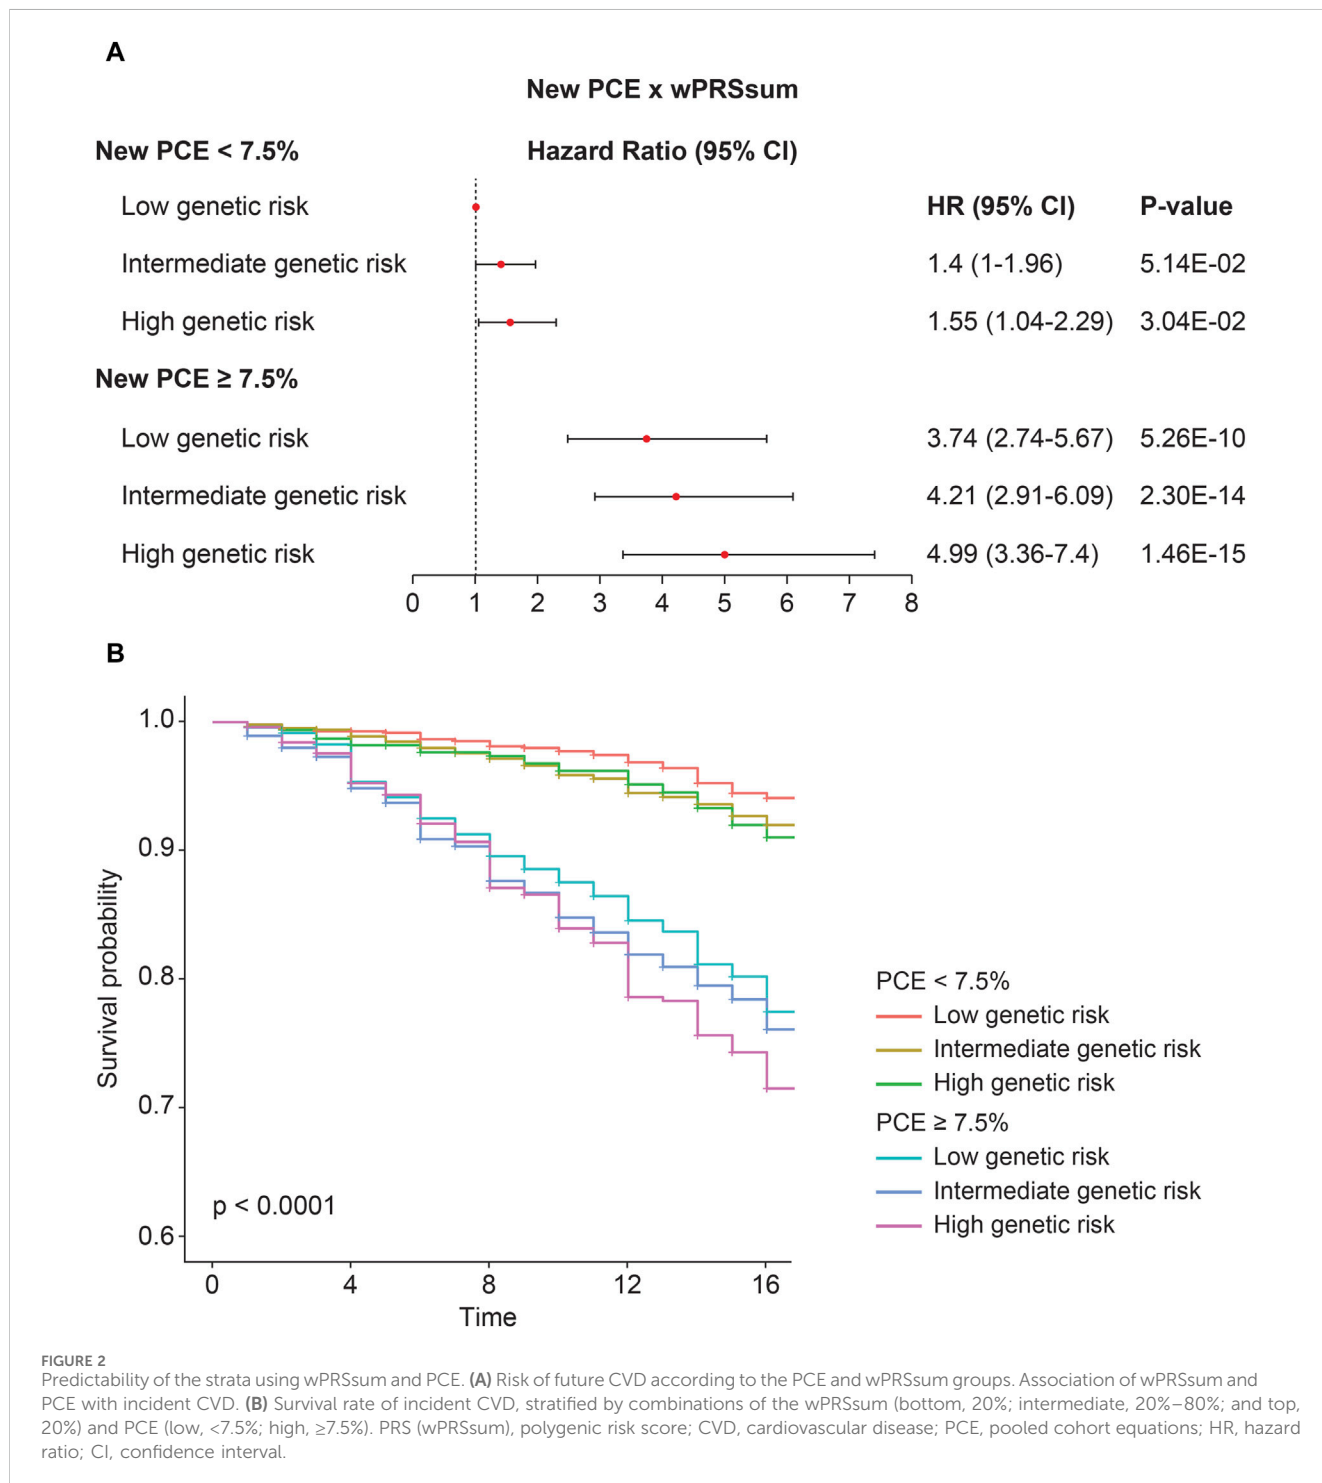 A
New PCE x wPRSsum
New PCE < 7.5% Hazard Ratio (95% CI)
Low genetic risk HR (95% CI) P-value
Intermediate genetic risk 1.4 (1-1.96) 5.14E-02
High genetic risk 1.55 (1.04-2.29) 3.04E-02
New PCE ≥ 7.5%
Low genetic risk 3.74 (2.74-5.67) 5.26E-10
Intermediate genetic risk 4.21 (2.91-6.09) 2.30E-14
High genetic risk 4.99 (3.36-7.4) 1.46E-15
0 1 2 3 4 5 6 7 8
B
1.0
0.9
0.8
0.7
0.6
Survival probability
p < 0.0001
0 4 8 12 16
Time
PCE < 7.5%
Low genetic risk
Intermediate genetic risk
High genetic risk
PCE ≥ 7.5%
Low genetic risk
Intermediate genetic risk
High genetic risk
FIGURE 2
Predictability of the strata using wPRSsum and PCE. (A) Risk of future CVD according to the PCE and wPRSsum groups. Association of wPRSsum and
PCE with incident CVD. (B) Survival rate of incident CVD, stratified by combinations of the wPRSsum (bottom, 20%; intermediate, 20%–80%; and top,
20%) and PCE (low, <7.5%; high, ≥7.5%). PRS (wPRSsum), polygenic risk score; CVD, cardiovascular disease; PCE, pooled cohort equations; HR, hazard
ratio; CI, confidence interval.